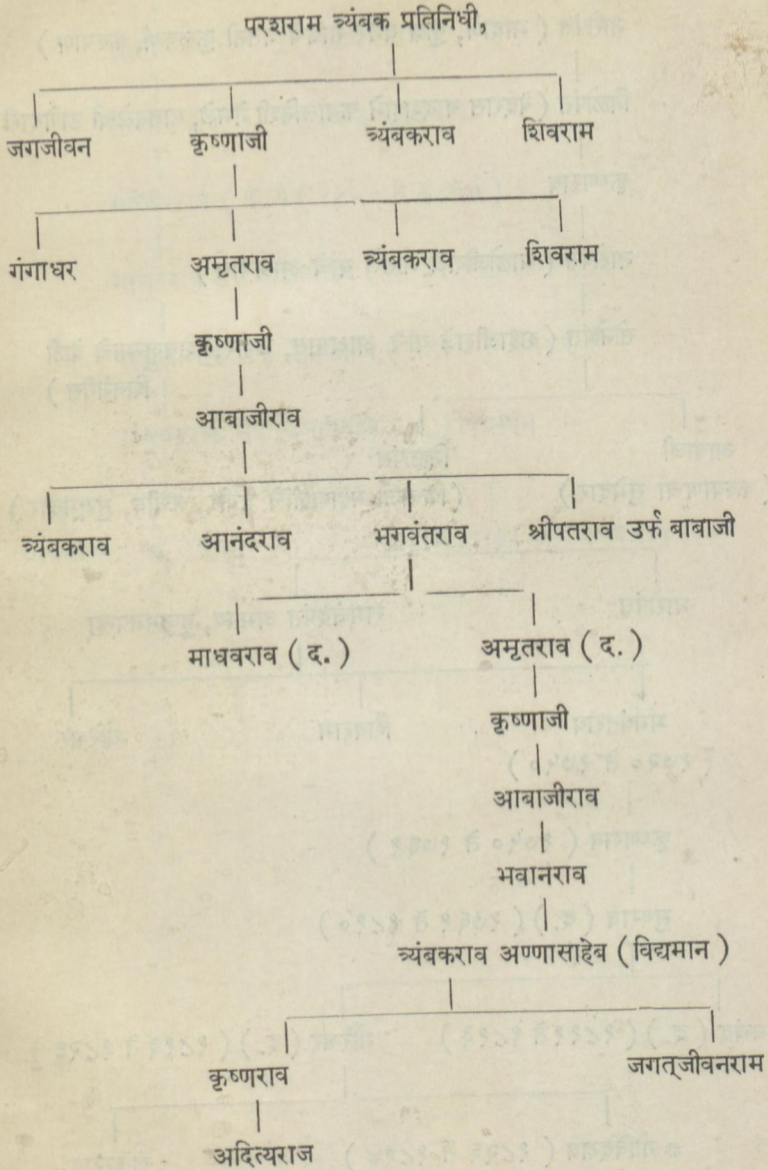 परशराम त्र्यंबक प्रतिनिधी,
जगजीवन कृष्णाजी त्र्यंबकराव शिवराम
गंगाधर अमृतराव त्र्यंबकराव शिवराम
कृष्णाजी
आबाजीराव
त्र्यंबकराव आनंदराव भगवंतराव श्रीपतराव उर्फ बाबाजी
माधवराव ( द. ) अमृतराव ( द. )
कृष्णाजी
आबाजीराव
भवानराव
त्र्यंबकराव अण्णासाहेब ( विद्यमान )
कृष्णराव जगत्‌जीवनराम
अदित्यराज